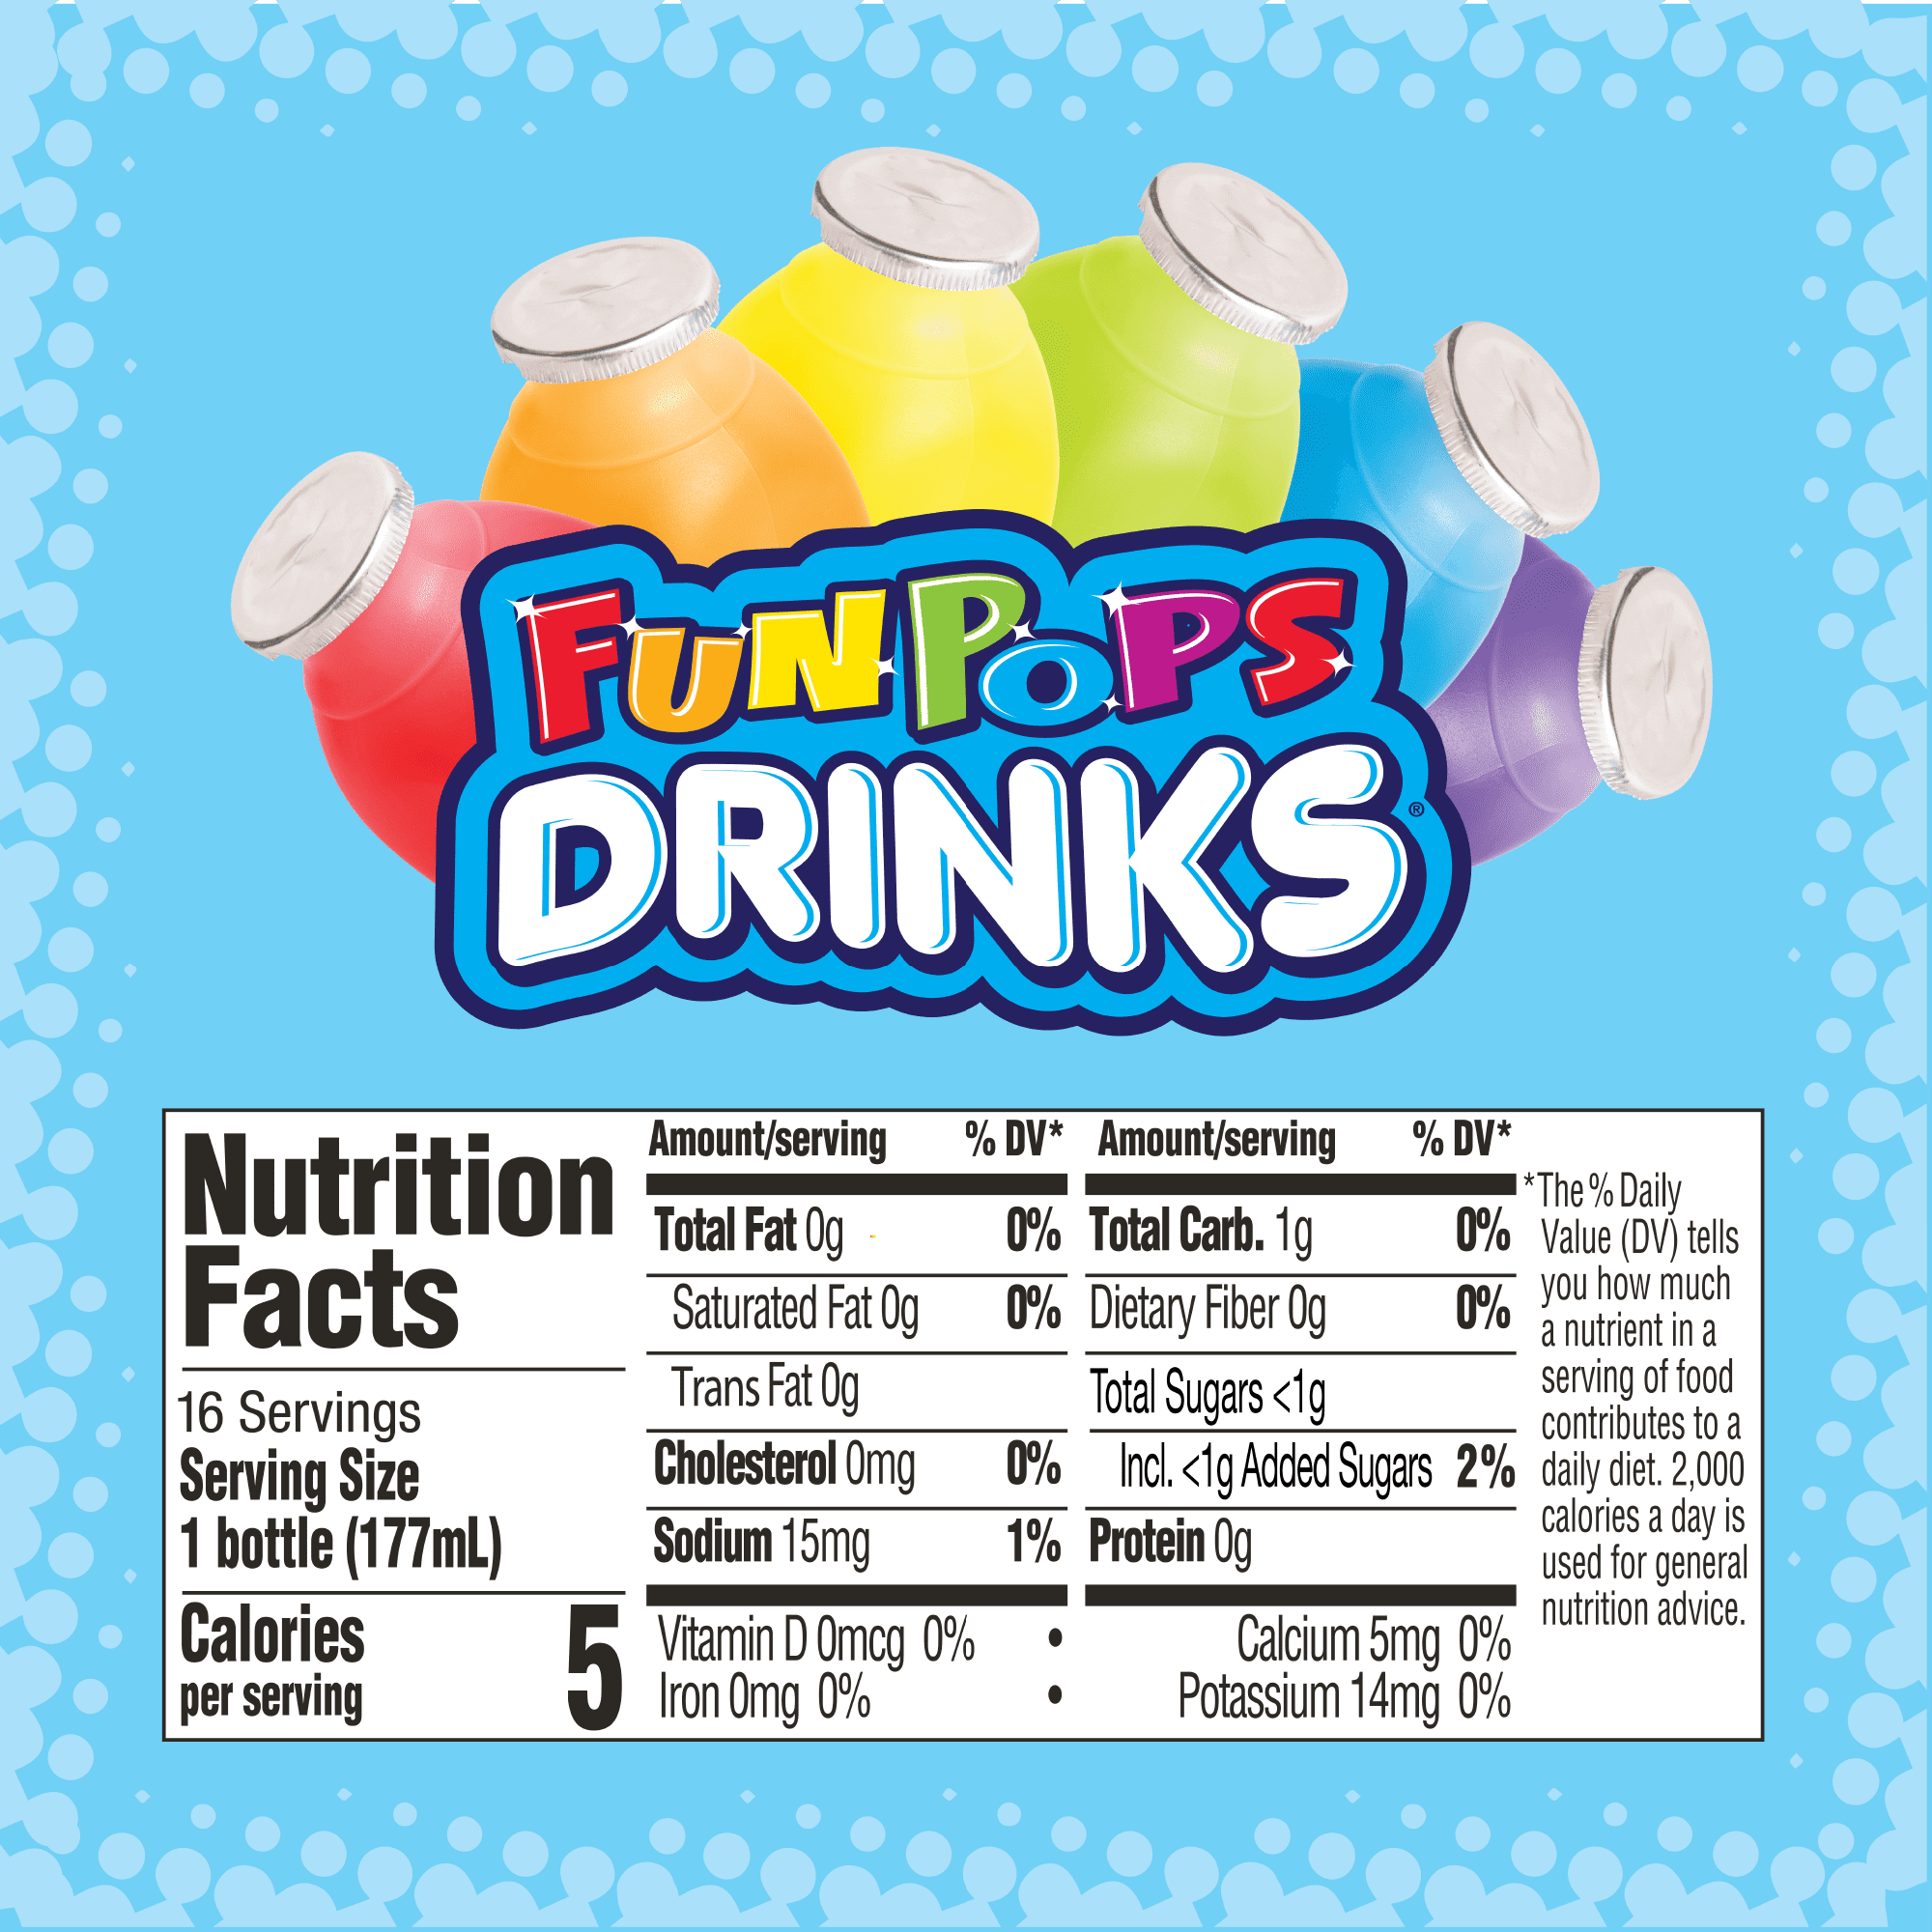 FUN POPS
DRINKS®
Nutrition
Facts
16 Servings
Serving Size
1 bottle (177mL)
Calories
per serving
5
Amount/serving % DV*
Total Fat 0g 0%
Saturated Fat 0g 0%
Trans Fat 0g
Cholesterol 0mg 0%
Sodium 15mg 1%
Amount/serving % DV*
Total Carb. 1g 0%
Dietary Fiber 0g 0%
Total Sugars <1g
Incl. <1g Added Sugars 2%
Protein 0g
Vitamin D 0mcg 0% • Calcium 5mg 0%
Iron 0mg 0% • Potassium 14mg 0%
*The % Daily
Value (DV) tells
you how much
a nutrient in a
serving of food
contributes to a
daily diet. 2,000
calories a day is
used for general
nutrition advice.